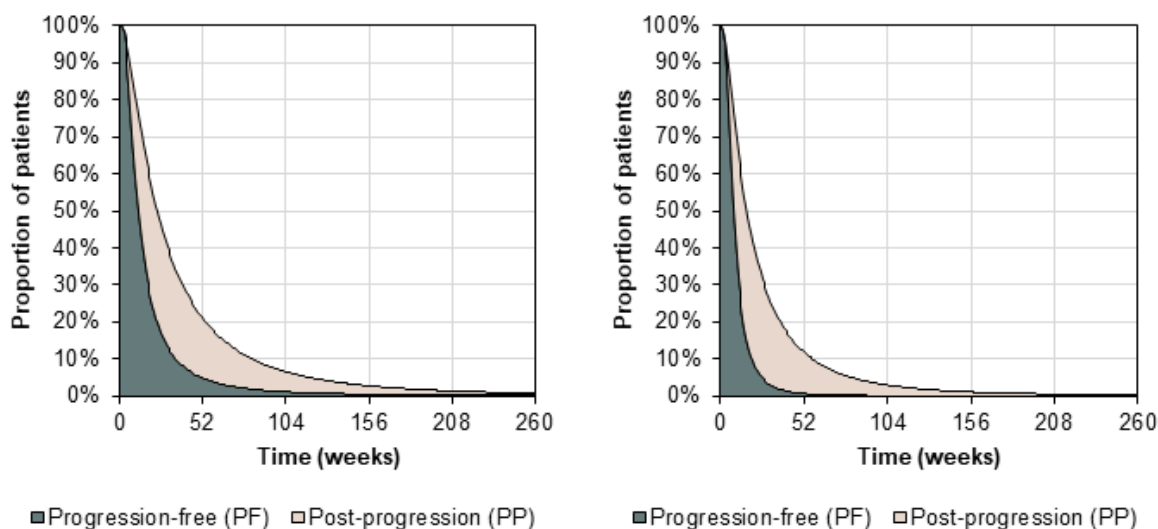 100%
90%
80%
70%
60%
50%
40%
30%
20%
10%
0%
Proportion of patients
0 52 104 156 208 260
Time (weeks)
Progression-free (PF) Post-progression (PP)
100%
90%
80%
70%
60%
50%
40%
30%
20%
10%
0%
Proportion of patients
0 52 104 156 208 260
Time (weeks)
Progression-free (PF) Post-progression (PP)